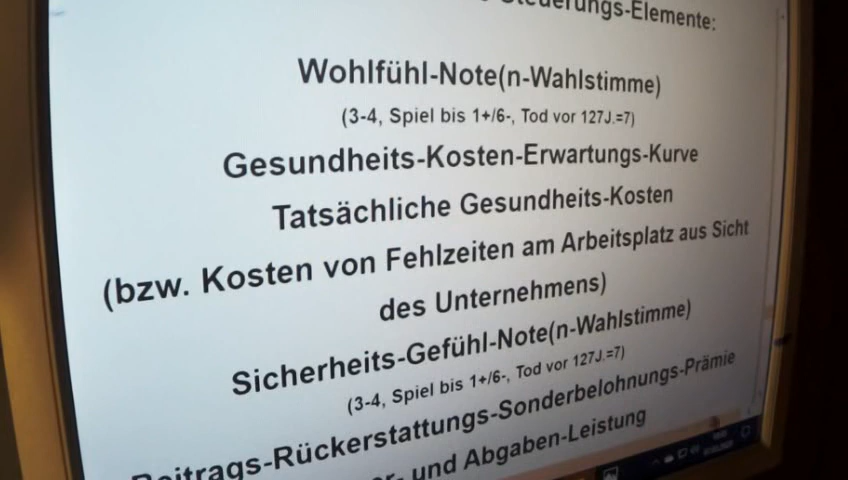 Steuerungs-Elemente:
Wohlfühl-Note(n-Wahlstimme)
(3-4, Spiel bis 1+/6-, Tod vor 127J.=7)
Gesundheits-Kosten-Erwartungs-Kurve
Tatsächliche Gesundheits-Kosten
(bzw. Kosten von Fehlzeiten am Arbeitsplatz aus Sicht
des Unternehmens)
Sicherheits-Gefühl-Note(n-Wahlstimme)
(3-4, Spiel bis 1+/6-, Tod vor 127J.=7)
Beitrags-Rückerstattungs-Sonderbelohnungs-Prämie
und Abgaben-Leistung